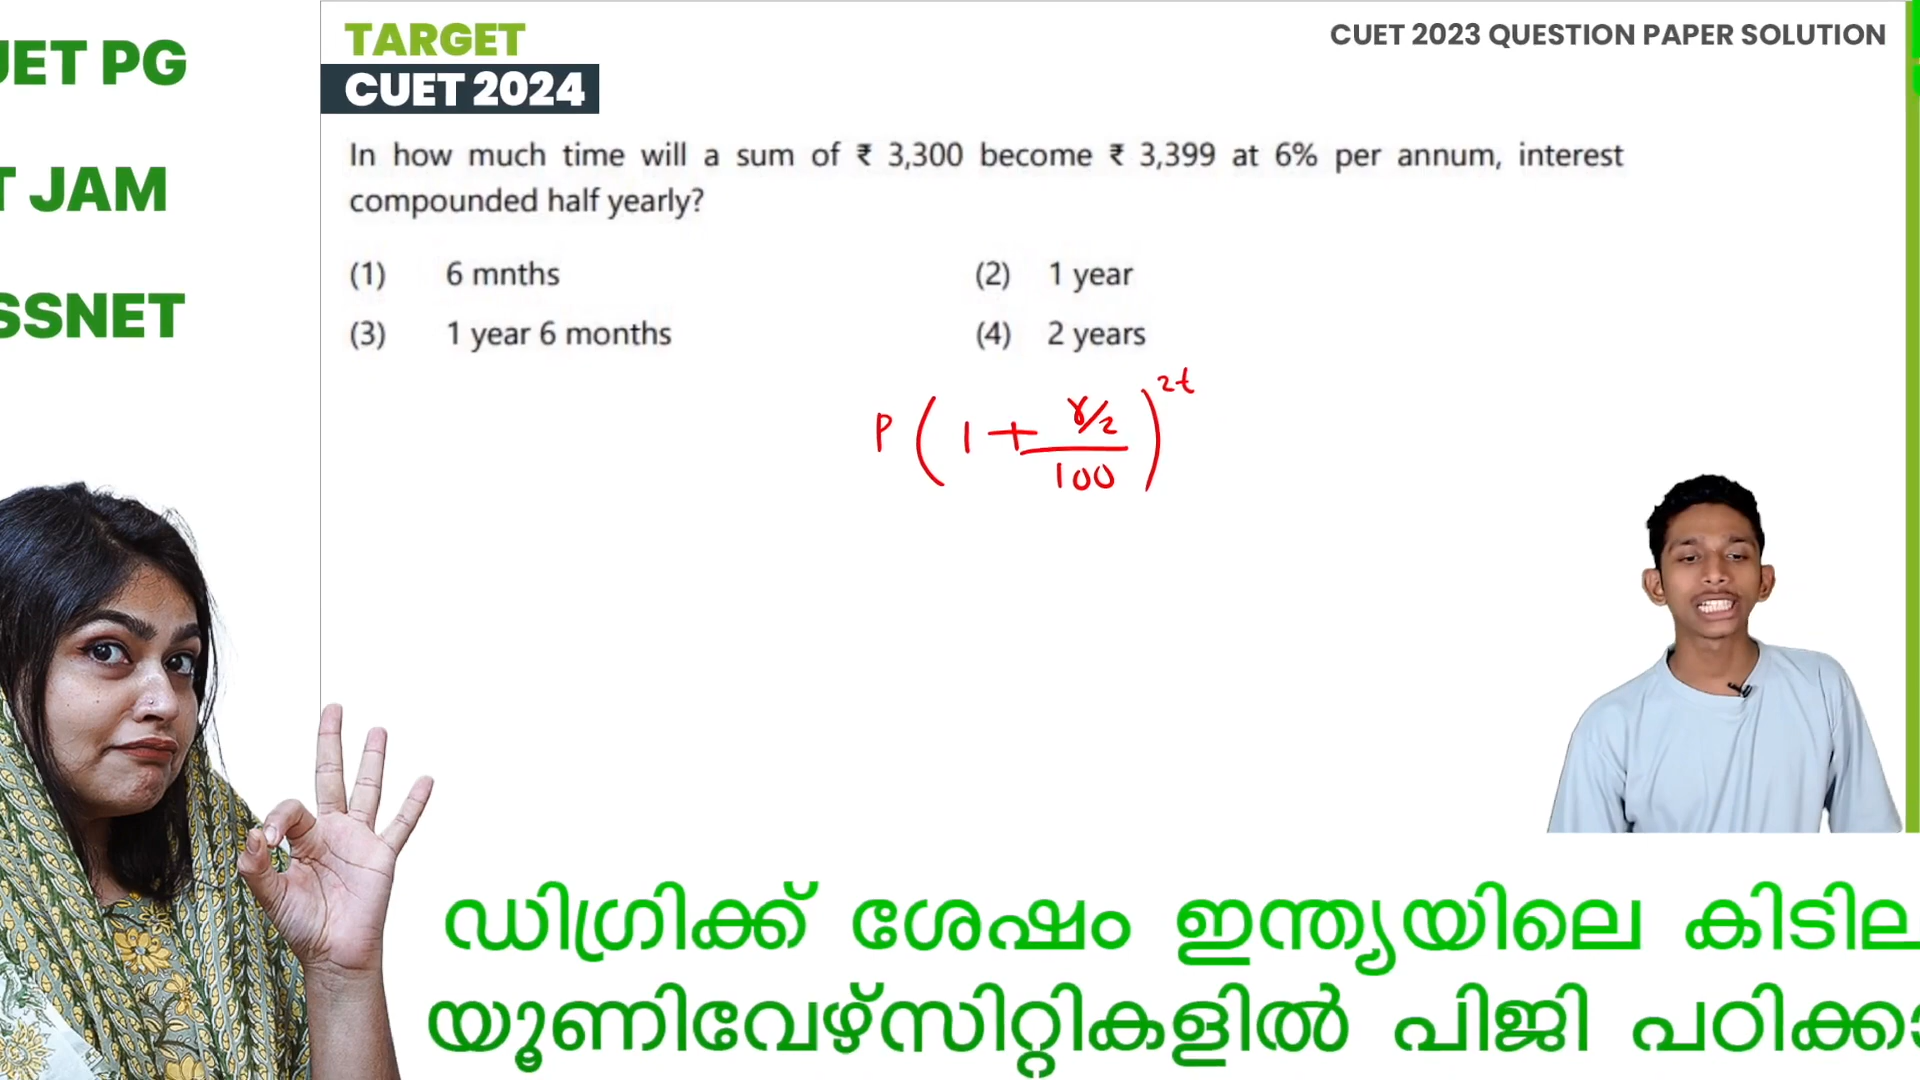 UET PG
T JAM
SSNET
TARGET
CUET 2024
CUET 2023 QUESTION PAPER SOLUTION
In how much time will a sum of ₹ 3,300 become ₹ 3,399 at 6% per annum, interest
compounded half yearly?
(1) 6 mnths
(2) 1 year
(3) 1 year 6 months
(4) 2 years
P ( 1 + r/2 / 100 )^2t
ഡിഗ്രിക്ക് ശേഷം ഇന്ത്യയിലെ കിടില
യൂണിവേഴ്സിറ്റികളിൽ പിജി പഠിക്കാ